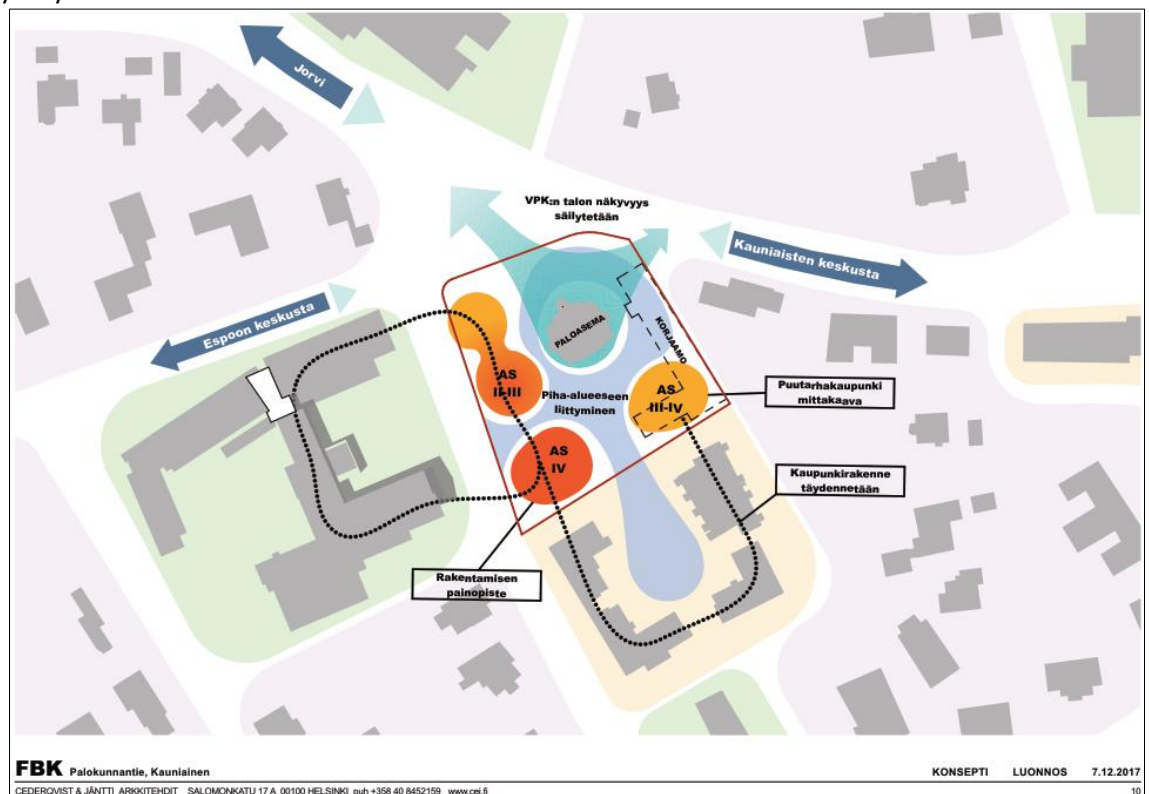 Jorvi
VPK:n talon näkyvyys
säilytetään
Kauniaisten keskusta
Espoon keskusta
PALOASEMA
KORJAAMO
AS
II-III
Piha-alueeseen
liittyminen
AS
III-IV
Puutarhakaupunki
mittakaava
AS
IV
Kaupunkirakenne
täydennetään
Rakentamisen
painopiste
FBK Palokunnantie, Kauniainen
KONSEPTI LUONNOS 7.12.2017
CEDERQVIST & JÄNTTI ARKKITEHDIT SALOMONKATU 17 A 00100 HELSINKI puh +358 40 8452159 www.cej.fi
10